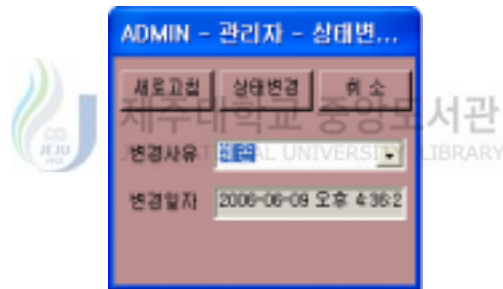 ADMIN - 관리자 - 상태변...
새로고침 상태변경 취 소
제주대학교 중앙도서관
JEJU NATIONAL UNIVERSITY LIBRARY
변경사유
변경일자 2006-06-09 오후 4:36:2
JEJU
1952